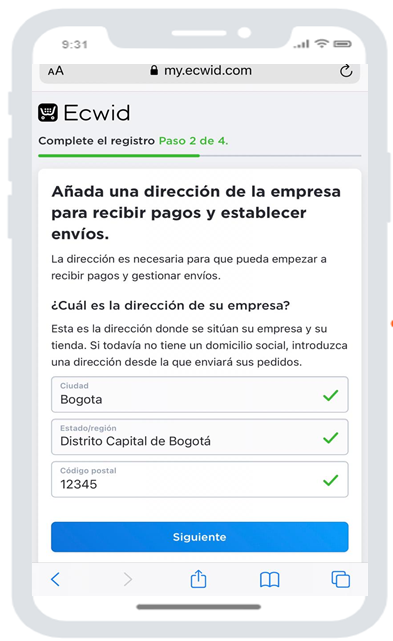 9:31
AA
my.ecwid.com
Ecwid
Complete el registro Paso 2 de 4.
Añada una dirección de la empresa
para recibir pagos y establecer
envíos.
La dirección es necesaria para que pueda empezar a
recibir pagos y gestionar envíos.
¿Cuál es la dirección de su empresa?
Esta es la dirección donde se sitúan su empresa y su
tienda. Si todavía no tiene un domicilio social, introduzca
una dirección desde la que enviará sus pedidos.
Ciudad
Bogota
Estado/región
Distrito Capital de Bogotá
Código postal
12345
Siguiente